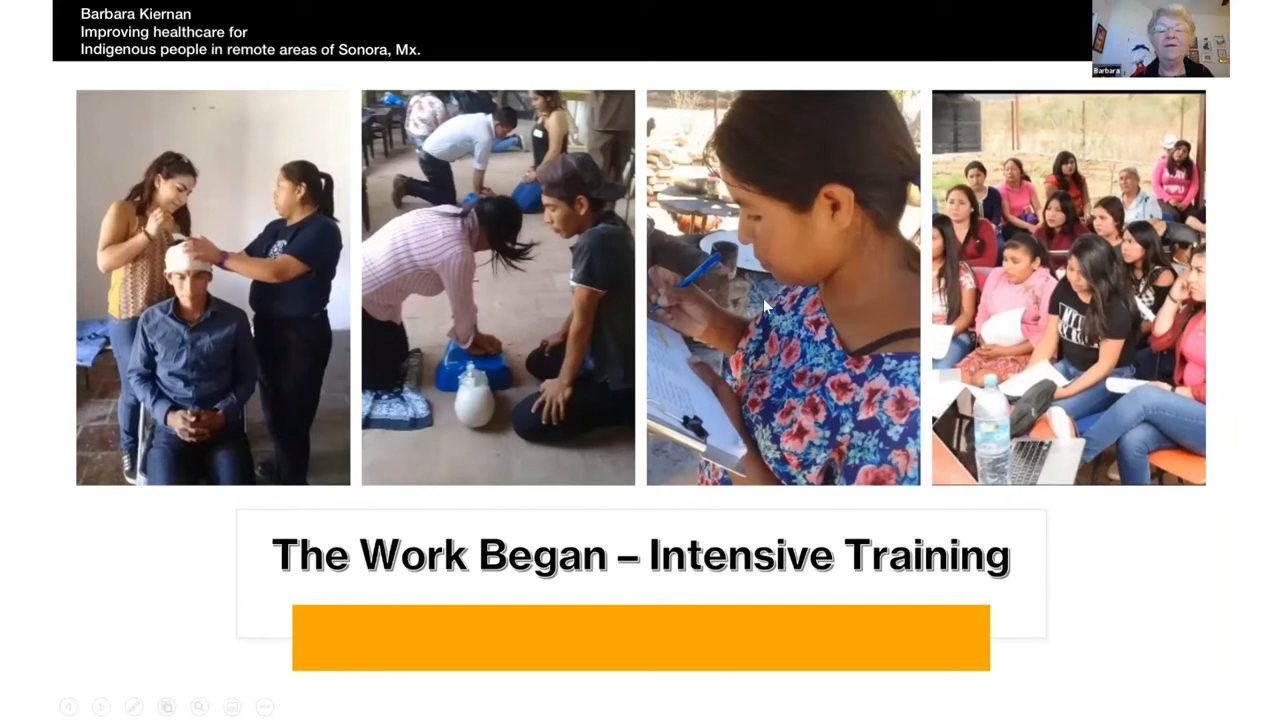 Barbara Kiernan
Improving healthcare for
Indigenous people in remote areas of Sonora, Mx.
Barbara
The Work Began – Intensive Training